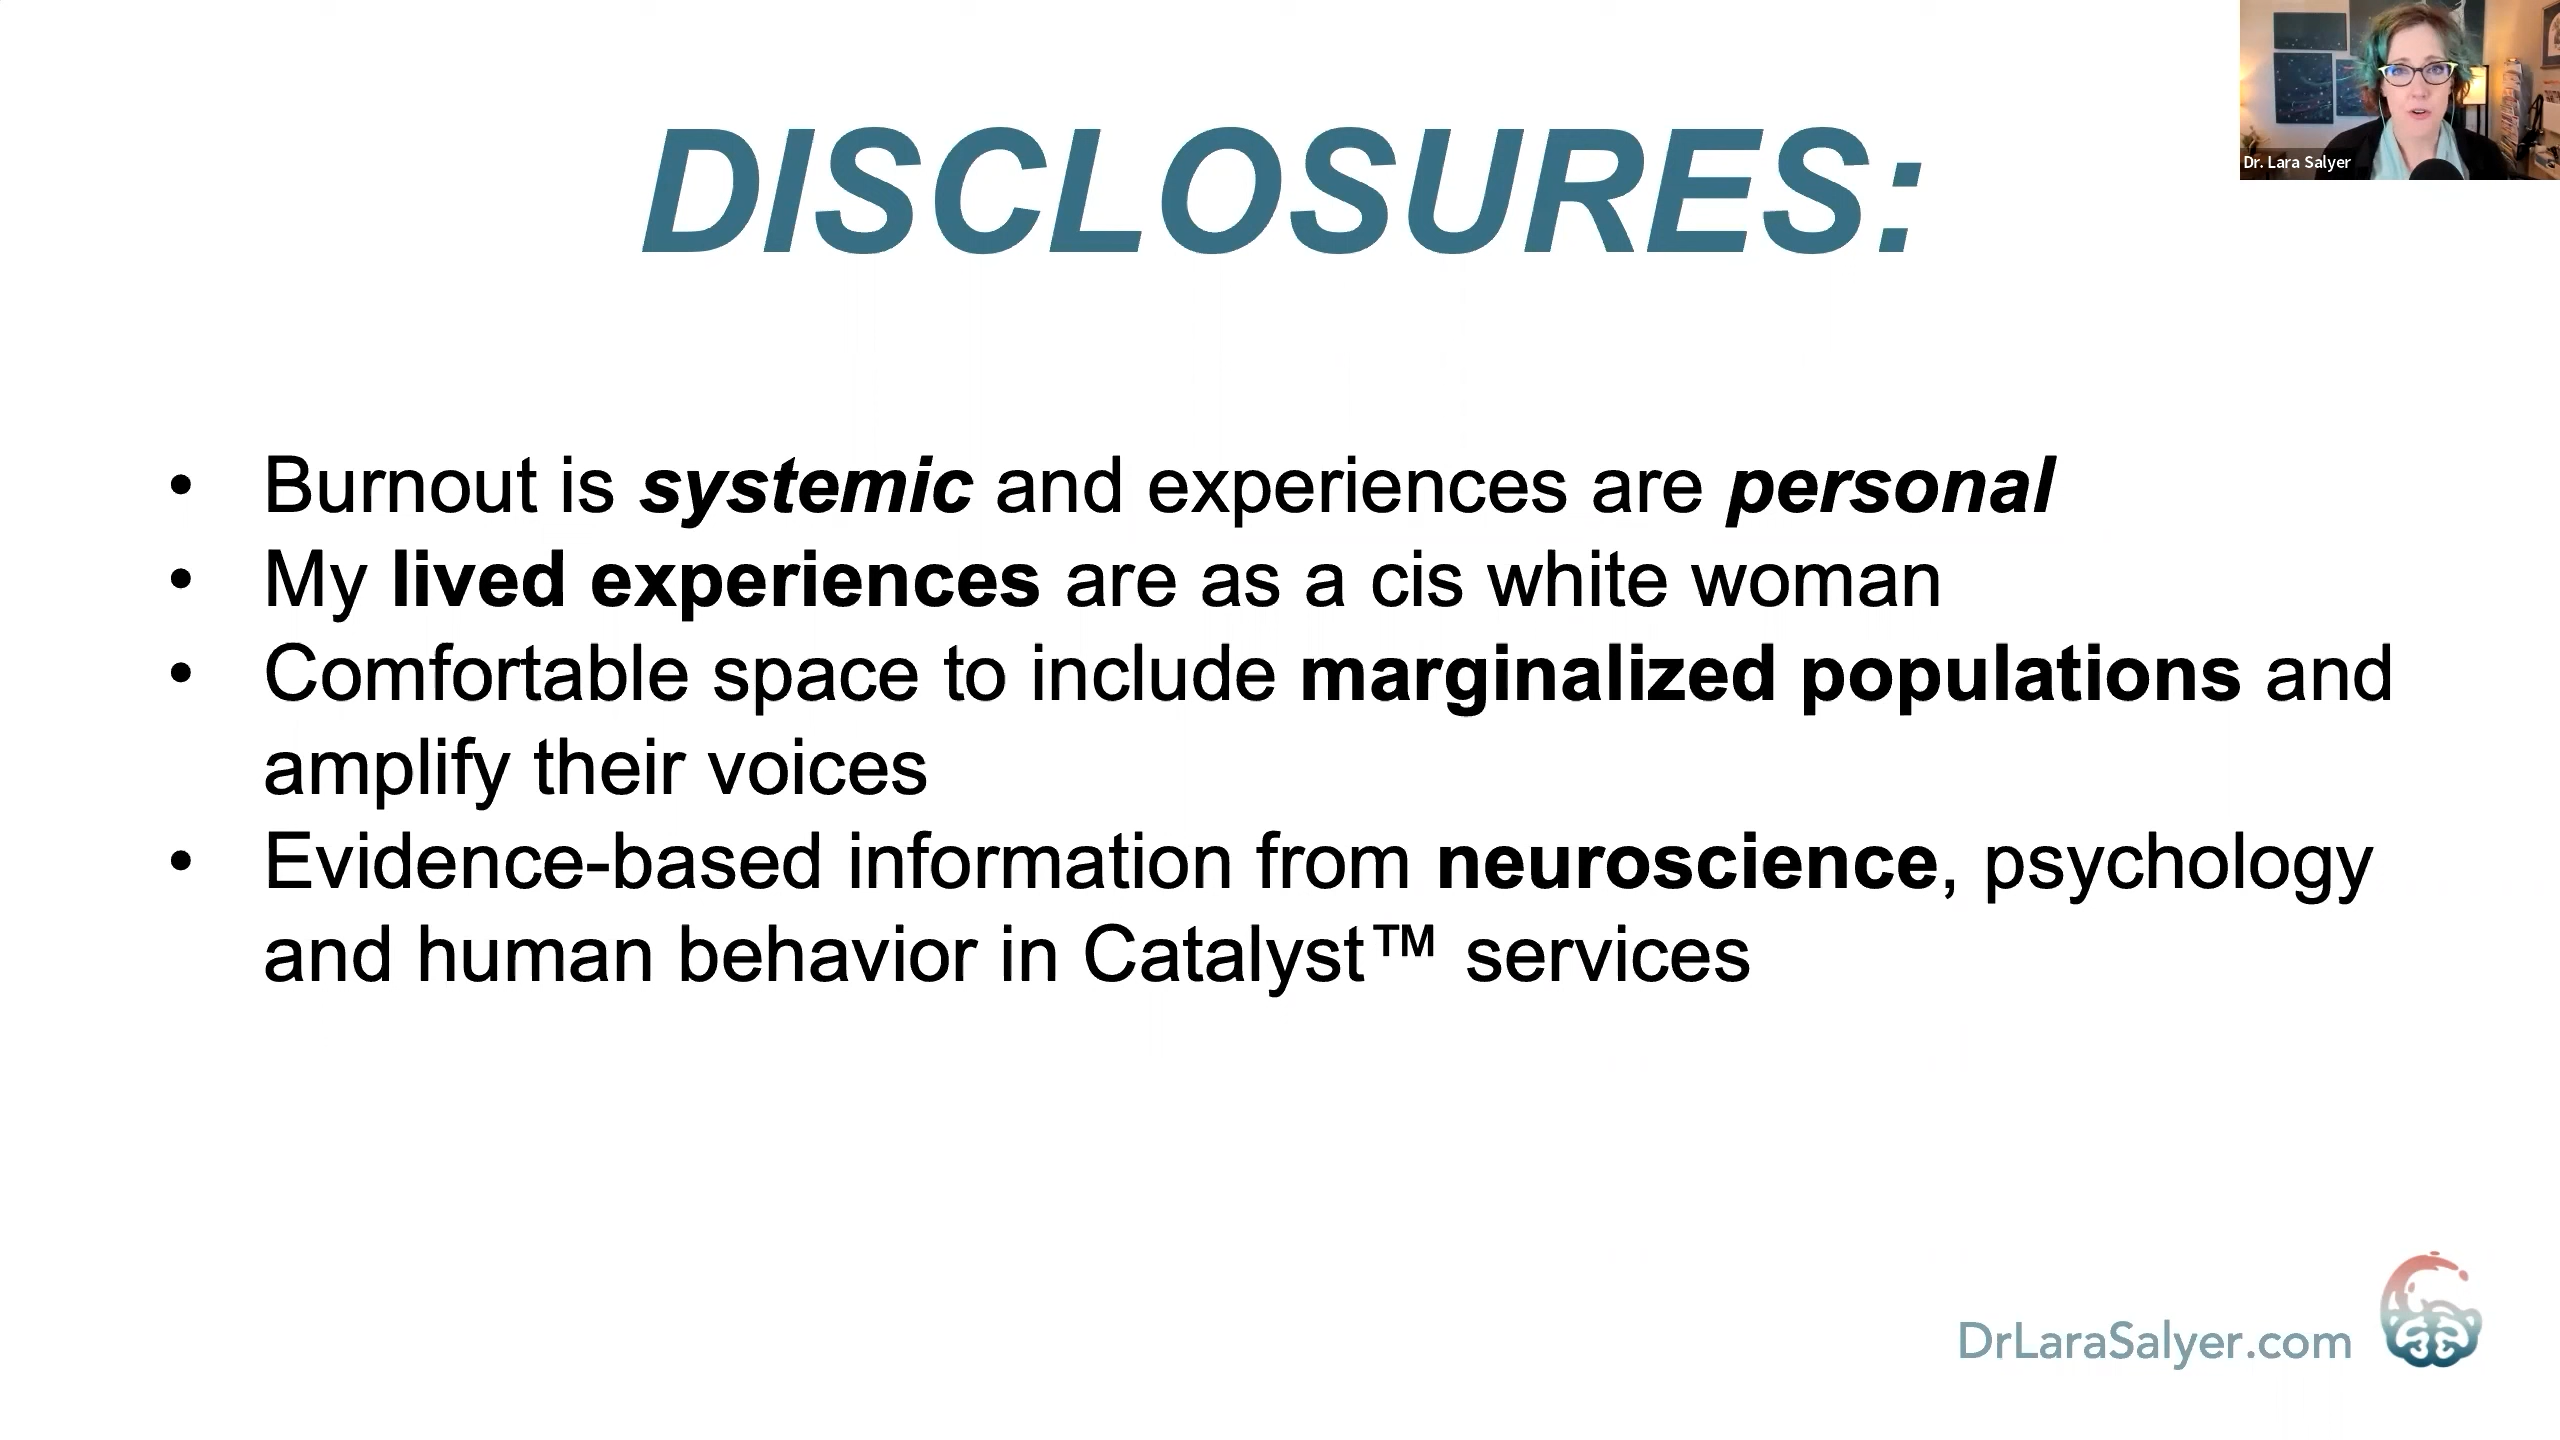 Dr. Lara Salyer
DISCLOSURES:
• Burnout is systemic and experiences are personal
• My lived experiences are as a cis white woman
• Comfortable space to include marginalized populations and
amplify their voices
• Evidence-based information from neuroscience, psychology
and human behavior in Catalyst™ services
DrLaraSalyer.com